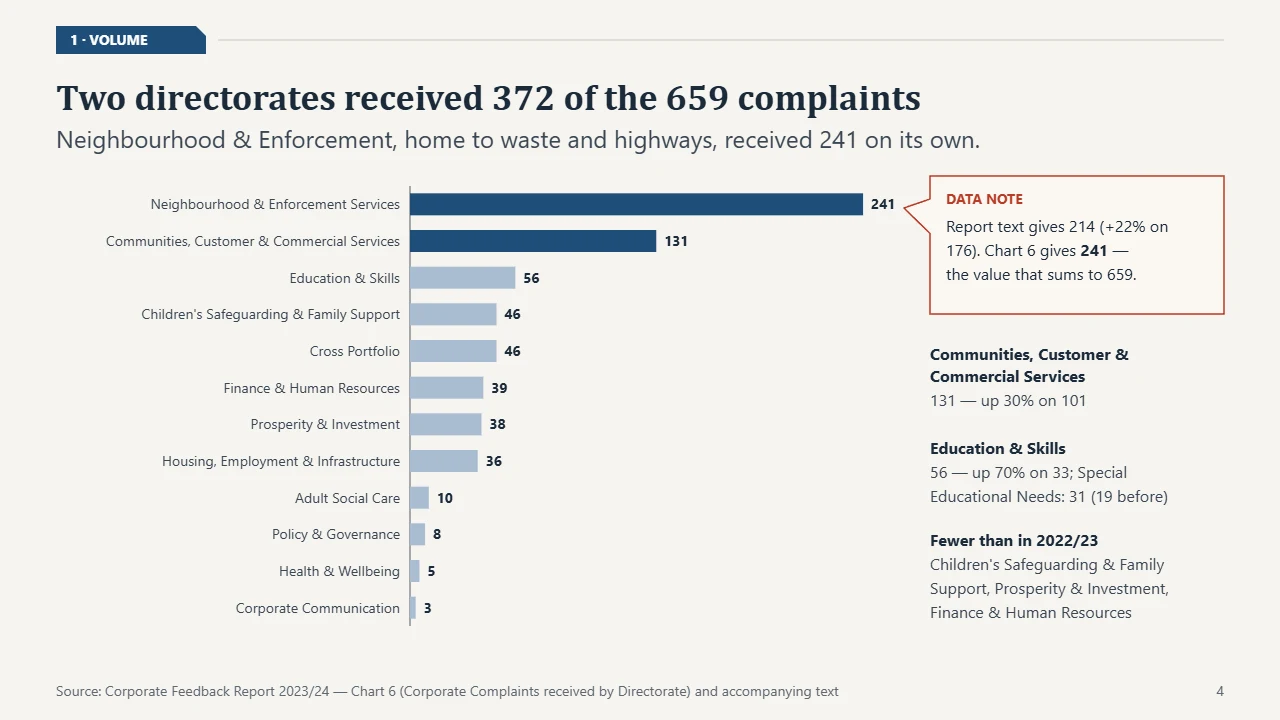 1 · VOLUME
Two directorates received 372 of the 659 complaints
Neighbourhood & Enforcement, home to waste and highways, received 241 on its own.
Neighbourhood & Enforcement Services 241
Communities, Customer & Commercial Services 131
Education & Skills 56
Children's Safeguarding & Family Support 46
Cross Portfolio 46
Finance & Human Resources 39
Prosperity & Investment 38
Housing, Employment & Infrastructure 36
Adult Social Care 10
Policy & Governance 8
Health & Wellbeing 5
Corporate Communication 3
DATA NOTE
Report text gives 214 (+22% on
176). Chart 6 gives 241 —
the value that sums to 659.
Communities, Customer &
Commercial Services
131 — up 30% on 101
Education & Skills
56 — up 70% on 33; Special
Educational Needs: 31 (19 before)
Fewer than in 2022/23
Children's Safeguarding & Family
Support, Prosperity & Investment,
Finance & Human Resources
Source: Corporate Feedback Report 2023/24 — Chart 6 (Corporate Complaints received by Directorate) and accompanying text
4